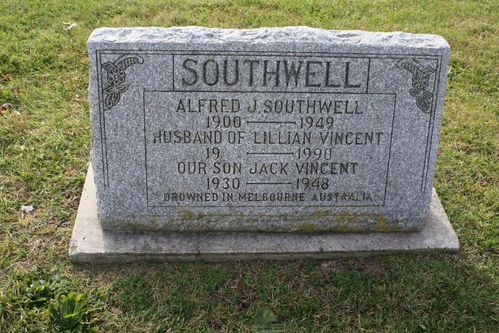 SOUTHWELL
ALFRED J. SOUTHWELL
1900 — 1949
HUSBAND OF LILLIAN VINCENT
19 — 1990
OUR SON JACK VINCENT
1930 — 1948
DROWNED IN MELBOURNE AUSTRALIA